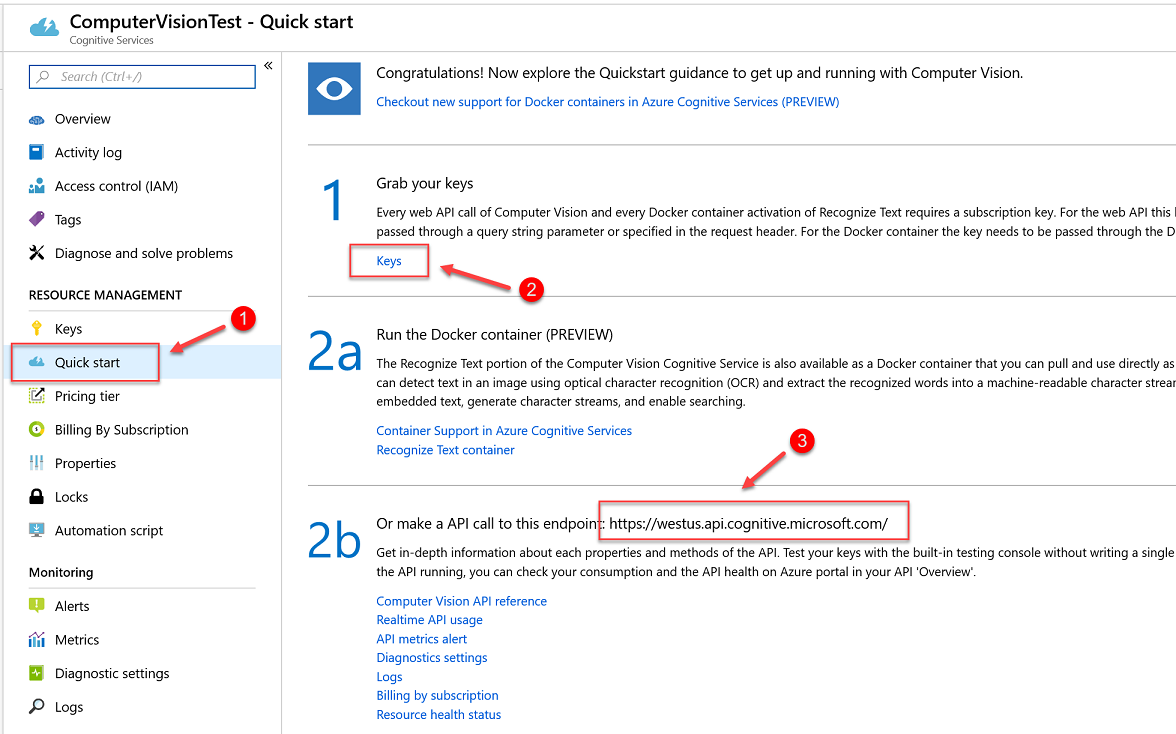 ComputerVisionTest - Quick start
Cognitive Services
Search (Ctrl+/)
«
Overview
Activity log
Access control (IAM)
Tags
Diagnose and solve problems
RESOURCE MANAGEMENT
Keys
1
Quick start
Pricing tier
Billing By Subscription
Properties
Locks
Automation script
Monitoring
Alerts
Metrics
Diagnostic settings
Logs
Congratulations! Now explore the Quickstart guidance to get up and running with Computer Vision.
Checkout new support for Docker containers in Azure Cognitive Services (PREVIEW)
1
Grab your keys
Every web API call of Computer Vision and every Docker container activation of Recognize Text requires a subscription key. For the web API this
passed through a query string parameter or specified in the request header. For the Docker container the key needs to be passed through the D
Keys
2
2a
Run the Docker container (PREVIEW)
The Recognize Text portion of the Computer Vision Cognitive Service is also available as a Docker container that you can pull and use directly as
can detect text in an image using optical character recognition (OCR) and extract the recognized words into a machine-readable character strear
embedded text, generate character streams, and enable searching.
Container Support in Azure Cognitive Services
Recognize Text container
3
2b
Or make a API call to this endpoint: https://westus.api.cognitive.microsoft.com/
Get in-depth information about each properties and methods of the API. Test your keys with the built-in testing console without writing a single
the API running, you can check your consumption and the API health on Azure portal in your API 'Overview'.
Computer Vision API reference
Realtime API usage
API metrics alert
Diagnostics settings
Logs
Billing by subscription
Resource health status